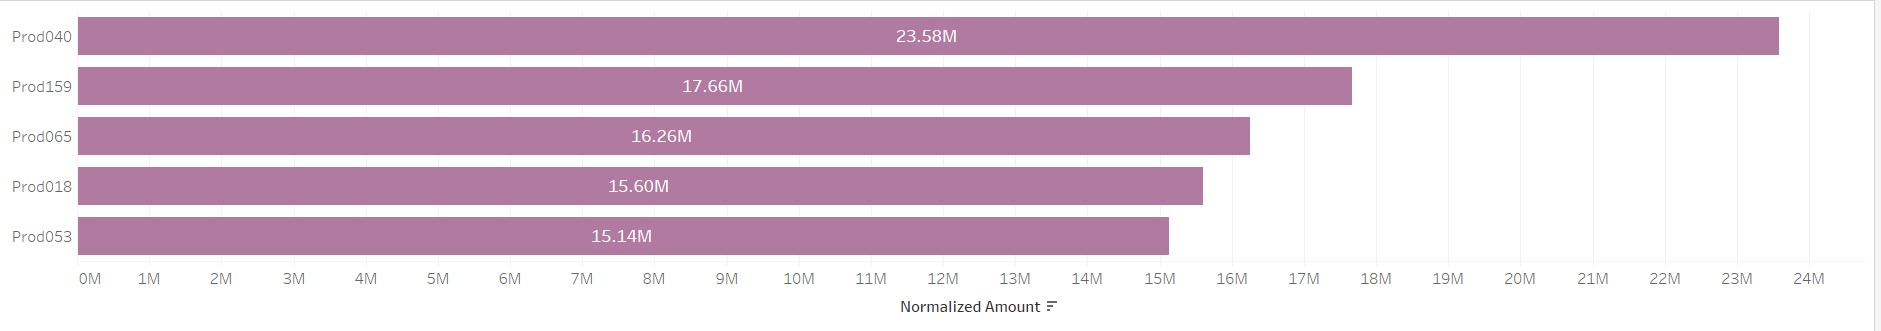 Prod040 23.58M
Prod159 17.66M
Prod065 16.26M
Prod018 15.60M
Prod053 15.14M
0M 1M 2M 3M 4M 5M 6M 7M 8M 9M 10M 11M 12M 13M 14M 15M 16M 17M 18M 19M 20M 21M 22M 23M 24M
Normalized Amount